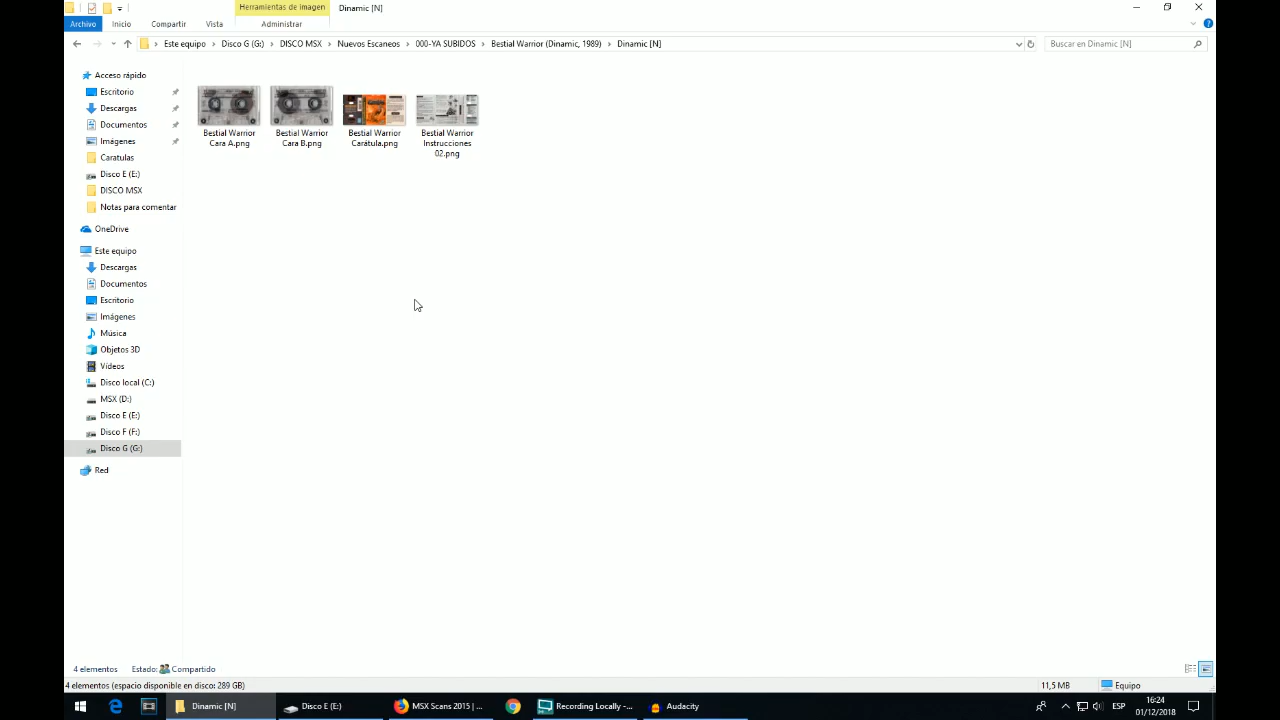 Herramientas de imagen
Dinamic [N]
Archivo
Inicio
Compartir
Vista
Administrar
Este equipo
Disco G (G:)
DISCO MSX
Nuevos Escaneos
000-YA SUBIDOS
Bestial Warrior (Dinamic, 1989)
Dinamic [N]
Buscar en Dinamic [N]
Acceso rápido
Escritorio
Descargas
Documentos
Imágenes
Caratulas
Disco E (E:)
DISCO MSX
Notas para comentar
OneDrive
Este equipo
Descargas
Documentos
Escritorio
Imágenes
Música
Objetos 3D
Vídeos
Disco local (C:)
MSX (D:)
Disco E (E:)
Disco F (F:)
Disco G (G:)
Red
Bestial Warrior
Cara A.png
Bestial Warrior
Cara B.png
Bestial Warrior
Carátula.png
Bestial Warrior
Instrucciones
02.png
4 elementos
Estado:
Compartido
4 elementos (espacio disponible en disco: 289 GB)
11,5 MB
Equipo
Dinamic [N]
Disco E (E:)
MSX Scans 2015 | ...
Recording Locally -...
Audacity
ESP
16:24
01/12/2018